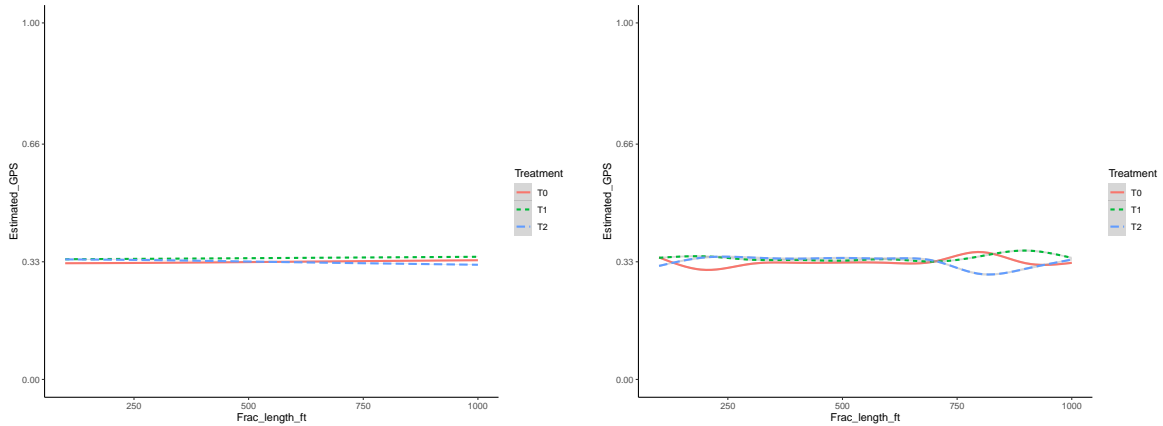 1.00
0.66
0.33
0.00
Estimated_GPS
250
500
750
1000
Frac_length_ft
Treatment
T0
T1
T2
1.00
0.66
0.33
0.00
Estimated_GPS
250
500
750
1000
Frac_length_ft
Treatment
T0
T1
T2